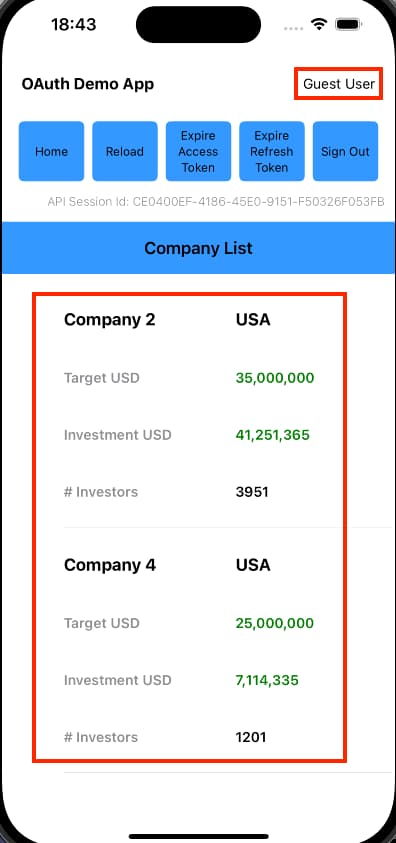 18:43
OAuth Demo App
Guest User
Home
Reload
Expire
Access
Token
Expire
Refresh
Token
Sign Out
API Session Id: CE0400EF-4186-45E0-9151-F50326F053FB
Company List
Company 2 USA
Target USD 35,000,000
Investment USD 41,251,365
# Investors 3951
Company 4 USA
Target USD 25,000,000
Investment USD 7,114,335
# Investors 1201